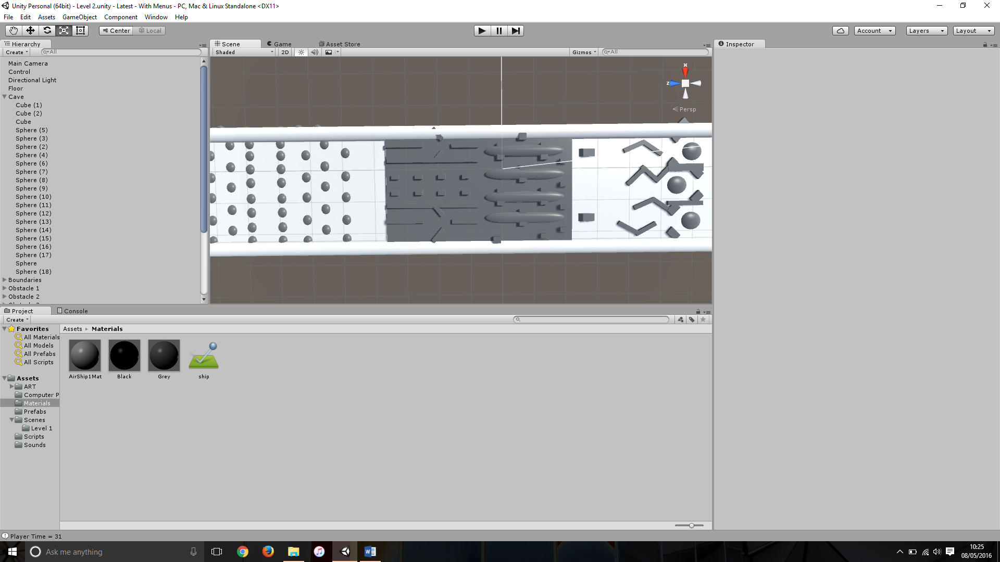 Unity Personal (64bit) - Level 2.unity - Latest - With Menus - PC, Mac & Linux Standalone <DX11>
File Edit Assets GameObject Component Window Help
Center Local Account Layers Layout
Hierarchy Scene Game Asset Store Inspector
Create All Shaded 2D Gizmos All
Main Camera
Control
Directional Light
Floor
Cave
Cube (1)
Cube (2)
Cube
Sphere (5)
Sphere (3)
Sphere (2)
Sphere (4)
Sphere (6)
Sphere (7)
Sphere (8)
Sphere (9)
Sphere (10)
Sphere (11)
Sphere (12)
Sphere (13)
Sphere (14)
Sphere (15)
Sphere (16)
Sphere (17)
Sphere
Sphere (18)
Boundaries
Obstacle 1
Obstacle 2
x
z
Persp
Project Console
Create
Favorites
All Materials
All Models
All Prefabs
All Scripts
Assets
ART
Computer P
Materials
Prefabs
Scenes
Level 1
Scripts
Sounds
Assets Materials
AirShip1Mat Black Grey ship
Player Time = 31
Ask me anything
10:25
08/05/2016